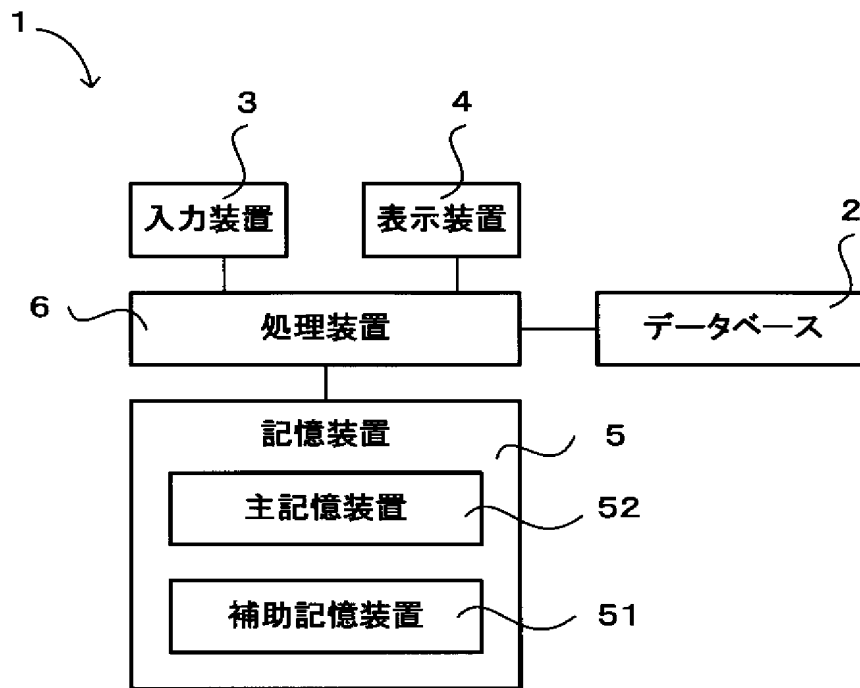 1
3
4
入力装置
表示装置
2
6
処理装置
データベース
記憶装置
5
主記憶装置
52
補助記憶装置
51